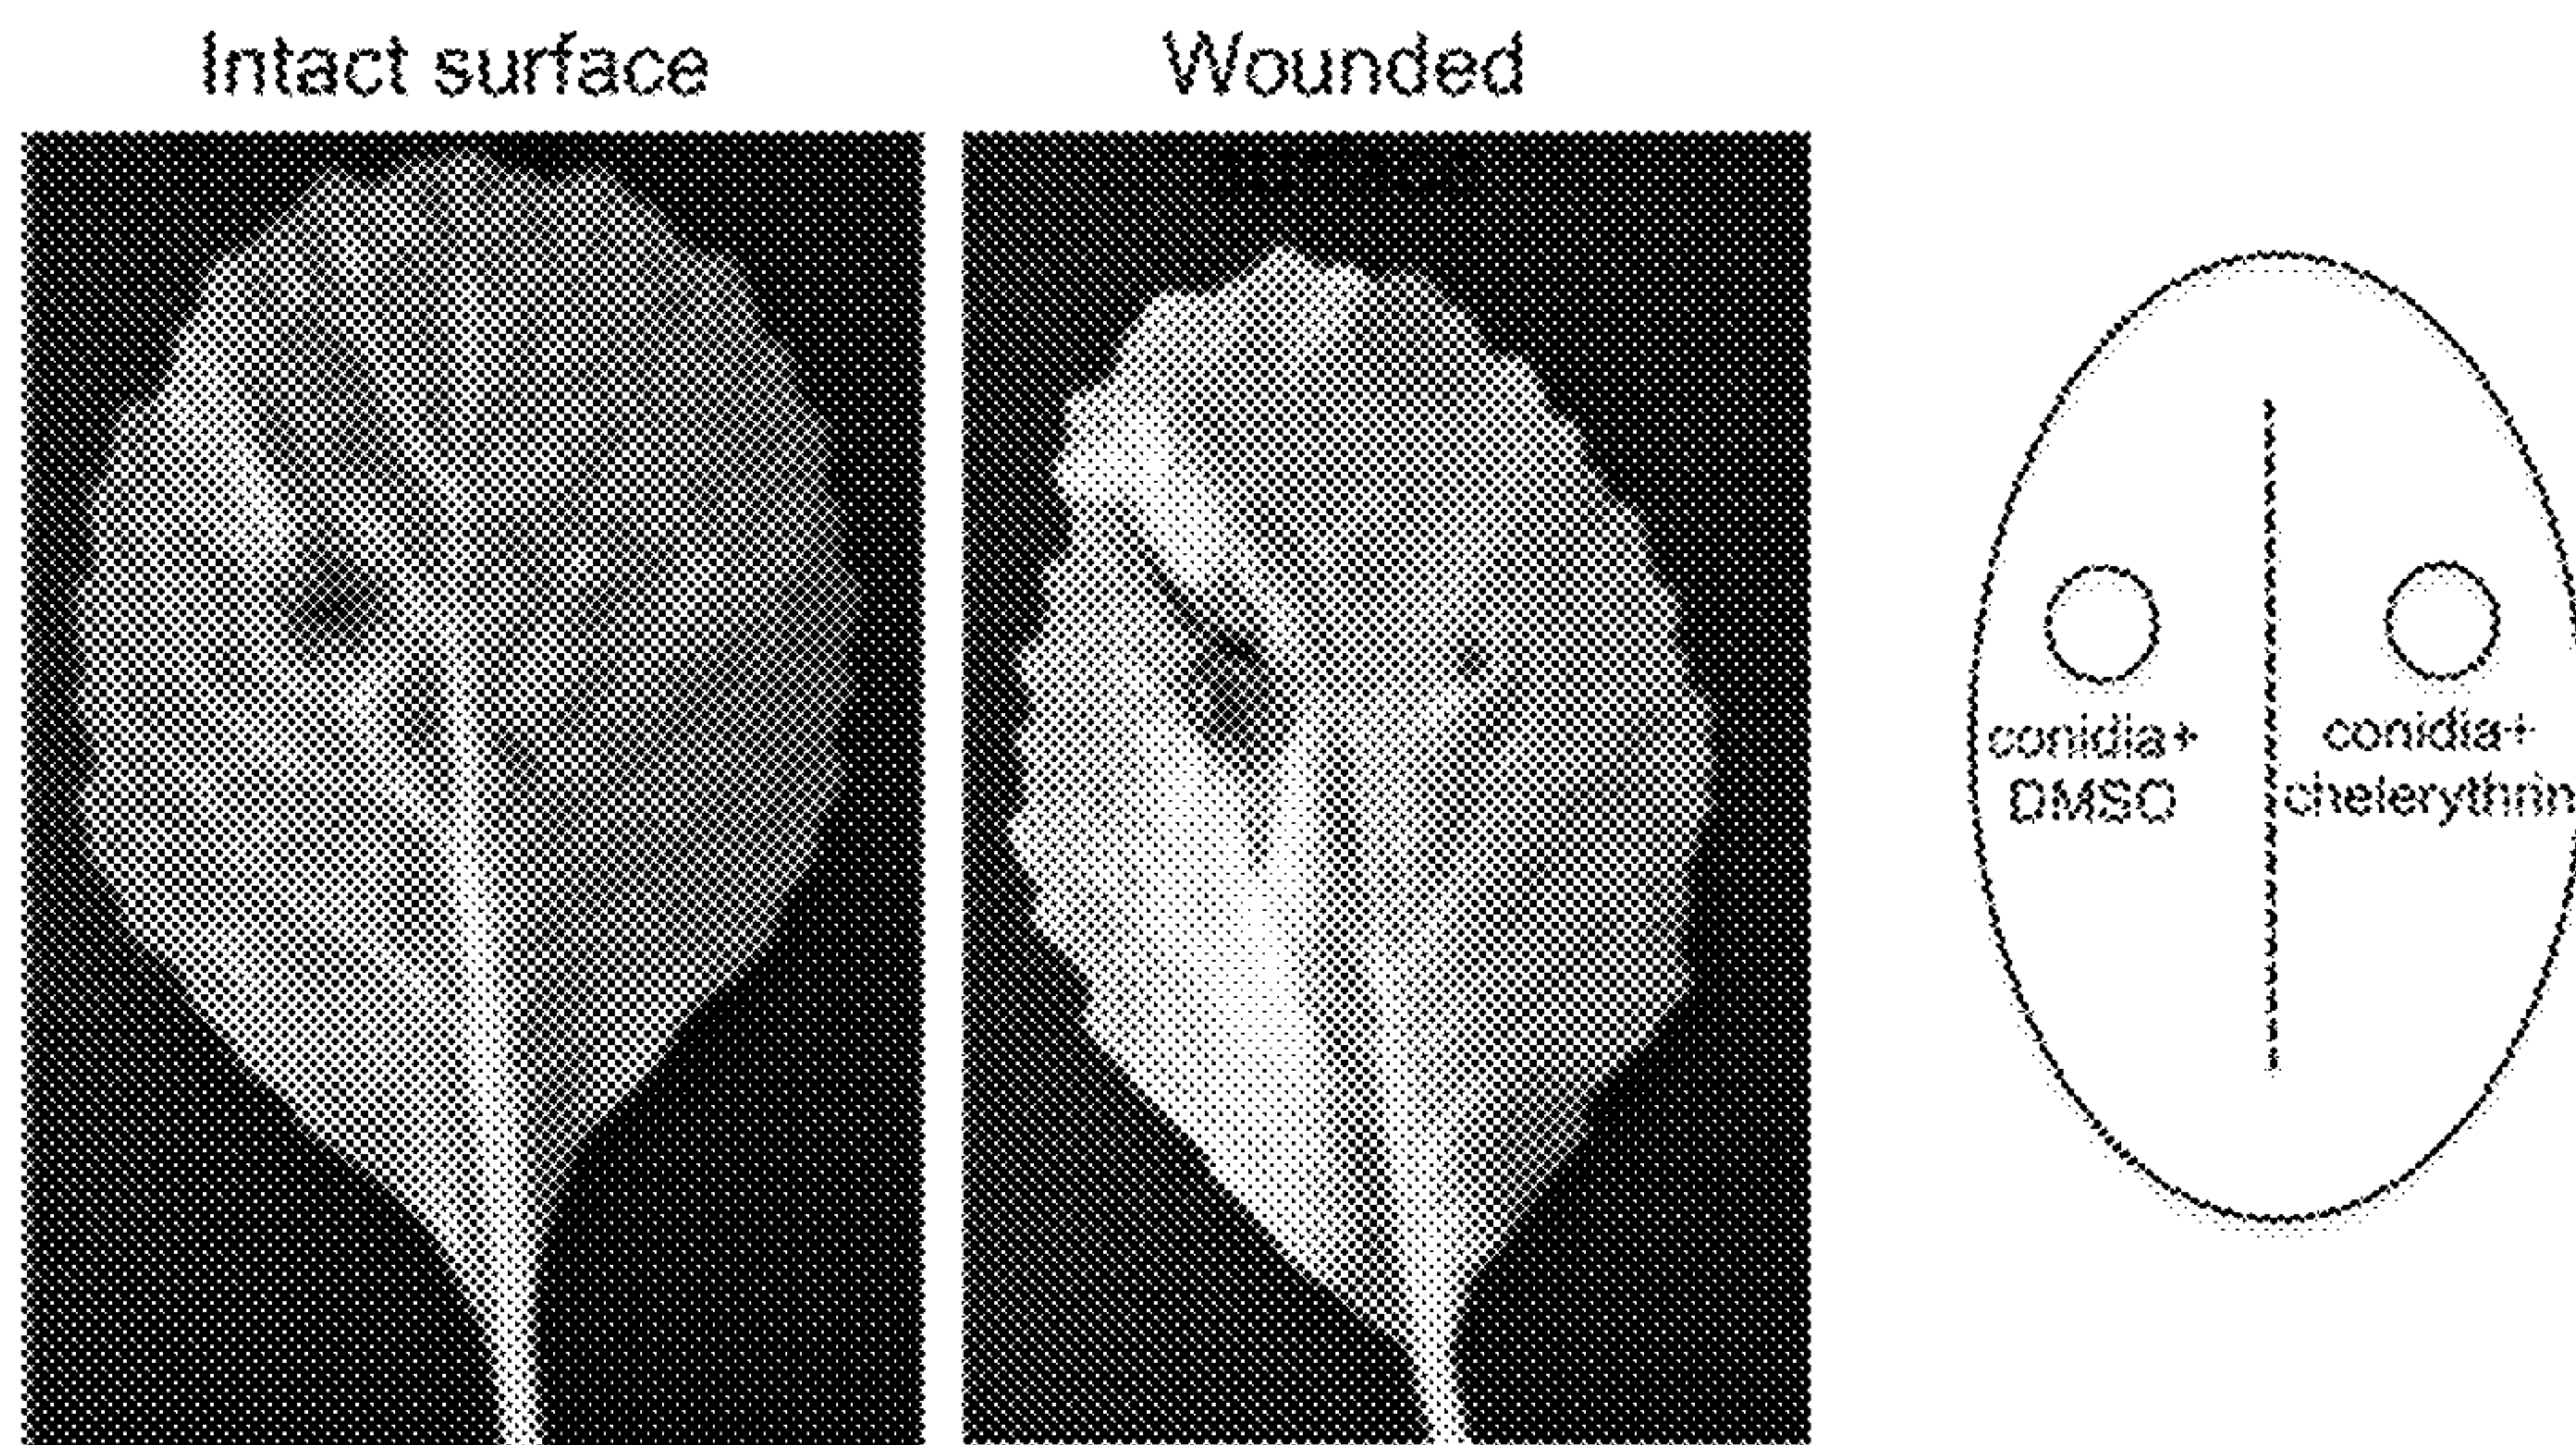 Intact surface
Wounded
conidia+
DMSO
conidia+
chelerythrin